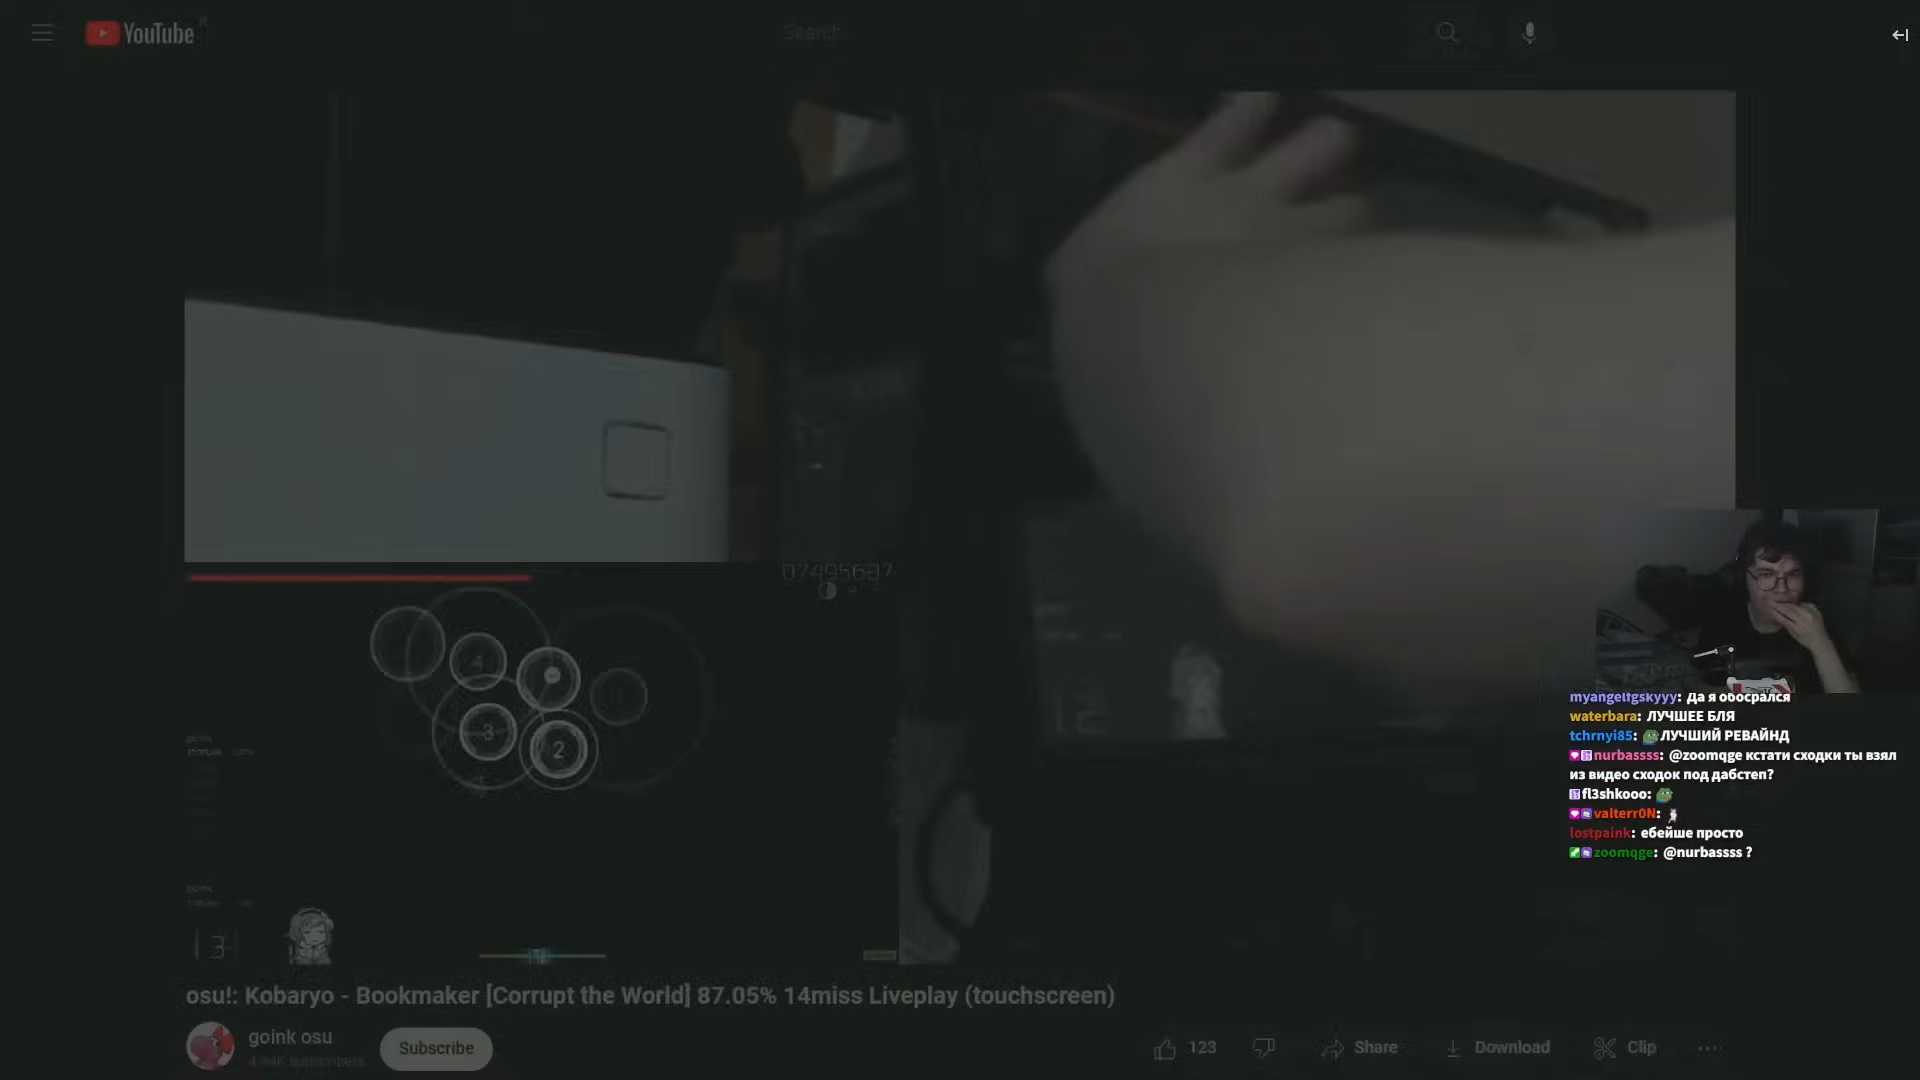 YouTube
Search
07495687
4
3
2
osu!: Kobaryo - Bookmaker [Corrupt the World] 87.05% 14miss Liveplay (touchscreen)
goink osu
Subscribe
123
Share
Download
Clip
myangelfgskyyy: Да я обосрался
waterbara: ЛУЧШЕЕ БЛЯ
tchrnyi85: ЛУЧШИЙ РЕВАЙНД
nurbassss: @zoomqge кстати сходки ты взял
из видео сходок под дабстеп?
fl3shkooo:
valterr0N:
lostpaink: ебейше просто
zoomqge: @nurbassss ?